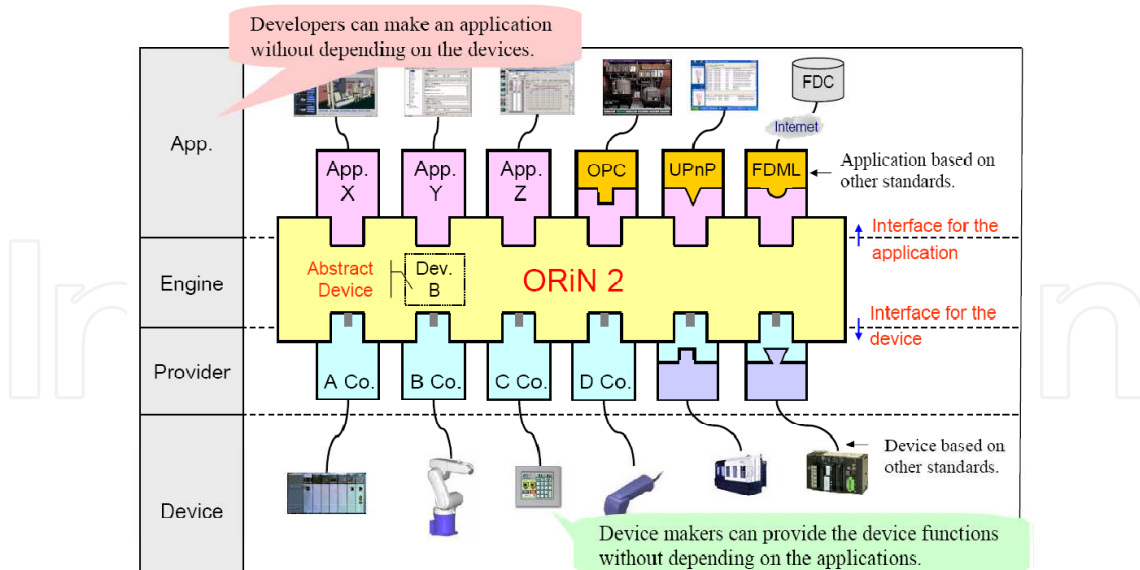 Developers can make an application
without depending on the devices.
App.
FDC
Internet
App.
X
App.
Y
App.
Z
OPC
UPnP
FDML
Application based on
other standards.
Interface for the
application
Engine
Abstract
Device
Dev.
B
ORiN 2
Interface for the
device
Provider
A Co.
B Co.
C Co.
D Co.
Device based on
other standards.
Device
Device makers can provide the device functions
without depending on the applications.